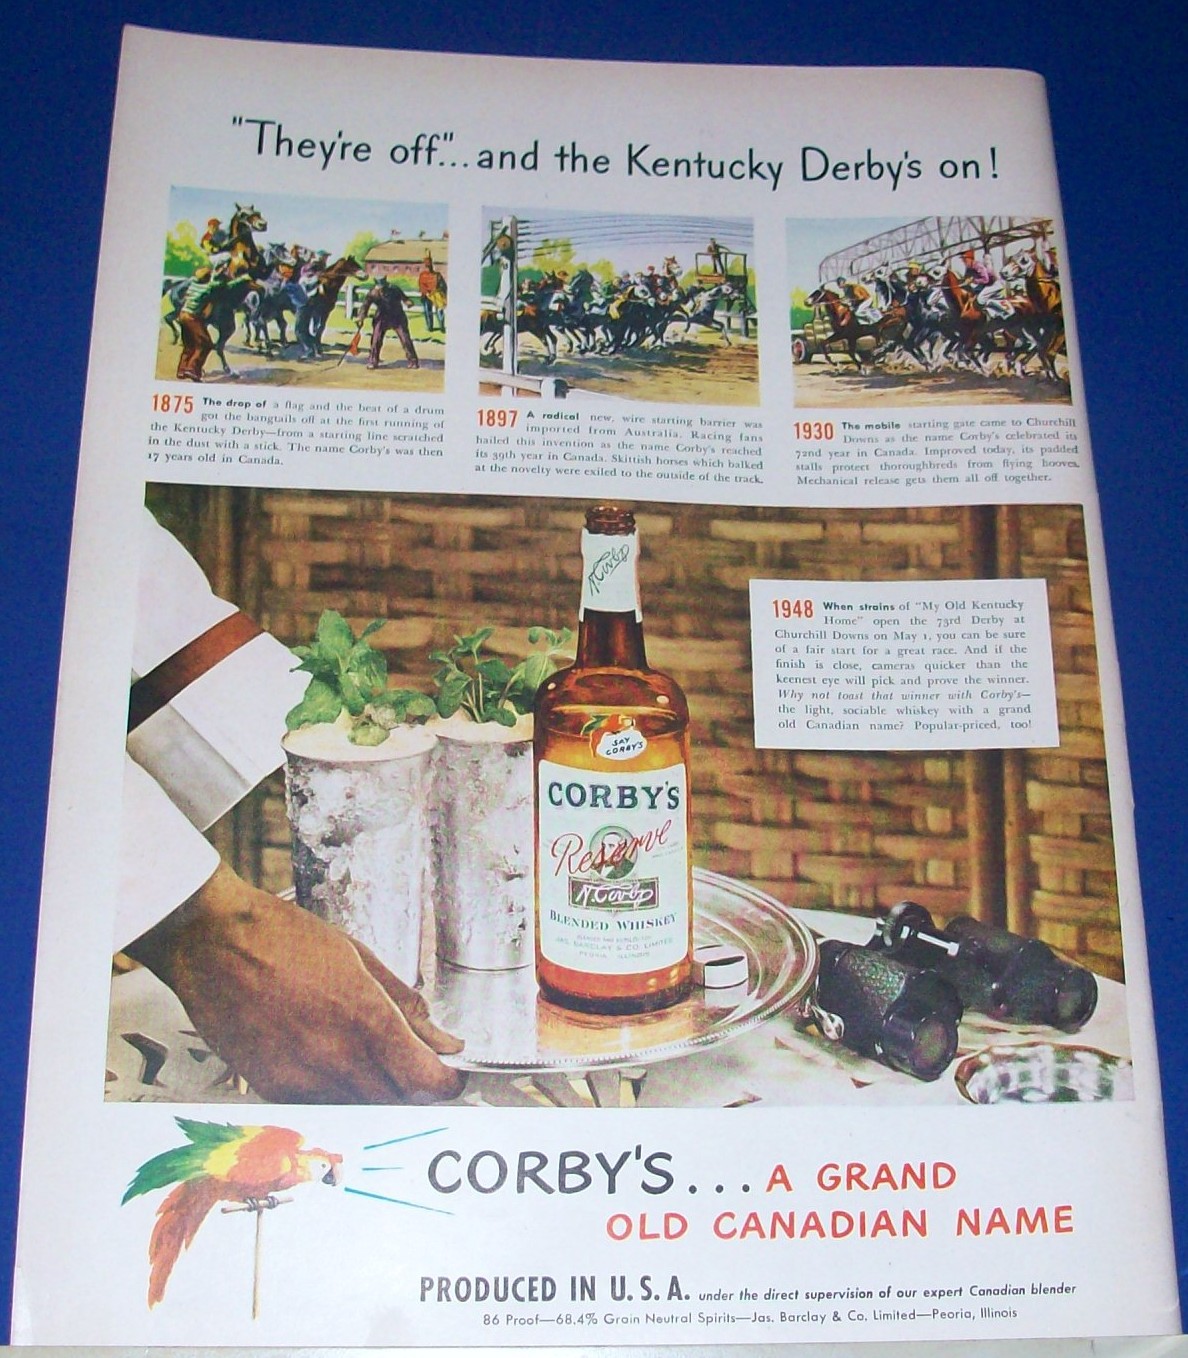 "They're off"... and the Kentucky Derby's on!
1875 The drop of a flag and the beat of a drum
got the bangtails off at the first running of
the Kentucky Derby—from a starting line scratched
in the dust with a stick. The name Corby's was then
17 years old in Canada.
1897 A radical new, wire starting barrier was
imported from Australia. Racing fans
hailed this invention as the name Corby's reached
its 39th year in Canada. Skittish horses which balked
at the novelty were exiled to the outside of the track.
1930 The mobile starting gate came to Churchill
Downs as the name Corby's celebrated its
72nd year in Canada. Improved today, its padded
stalls protect thoroughbreds from flying hooves.
Mechanical release gets them all off together.
1948 When strains of "My Old Kentucky
Home" open the 73rd Derby at
Churchill Downs on May 1, you can be sure
of a fair start for a great race. And if the
finish is close, cameras quicker than the
keenest eye will pick and prove the winner.
Why not toast that winner with Corby's—
the light, sociable whiskey with a grand
old Canadian name? Popular-priced, too!
SAY
CORBY'S
CORBY'S
Reserve
BLENDED WHISKEY
JAS. BARCLAY & CO. LIMITED
PEORIA, ILLINOIS
CORBY'S... A GRAND
OLD CANADIAN NAME
PRODUCED IN U.S.A. under the direct supervision of our expert Canadian blender
86 Proof—68.4% Grain Neutral Spirits—Jas. Barclay & Co. Limited—Peoria, Illinois